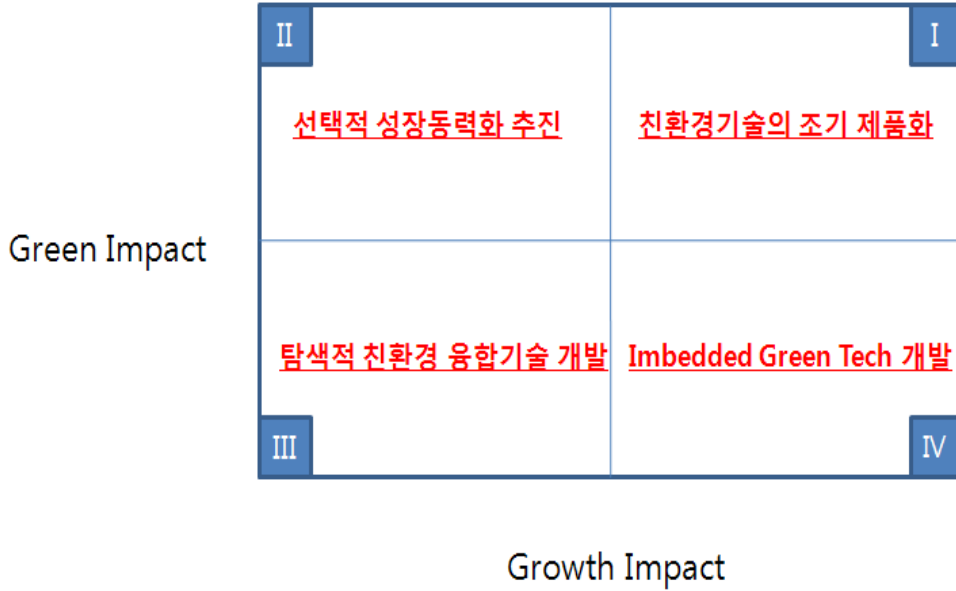 II
I
선택적 성장동력화 추진
친환경기술의 조기 제품화
Green Impact
탐색적 친환경 융합기술 개발
Imbedded Green Tech 개발
III
IV
Growth Impact